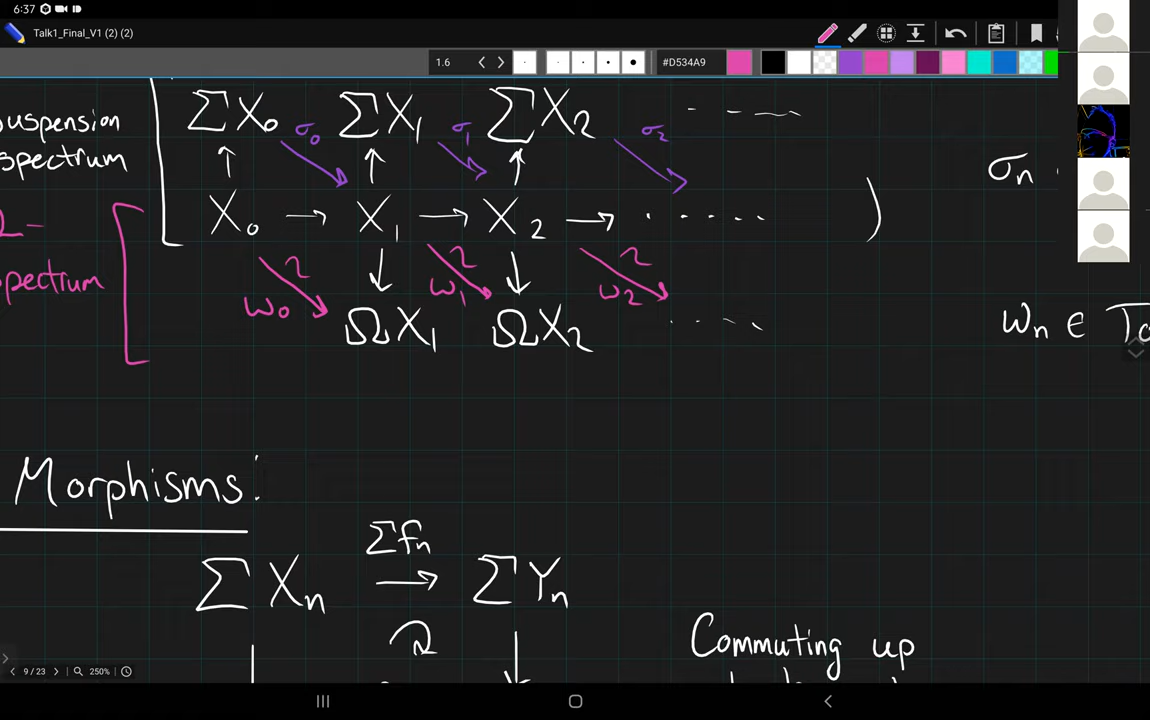 6:37
Talk1_Final_V1 (2) (2)
1.6 #D534A9
ΣX₀ ΣX₁ ΣX₂ - - ---
uspension
spectrum
σ₀ σ₁ σ₂
σn
X₀ → X₁ → X₂ → ...... )
pectrum
ω₀ ~ ω₁ ~ ω₂ ~
ΩX₁ ΩX₂ ....
ωn ∈ To
Morphisms:
Σfn
ΣXn → ΣYn
Commuting up
9/23 250%